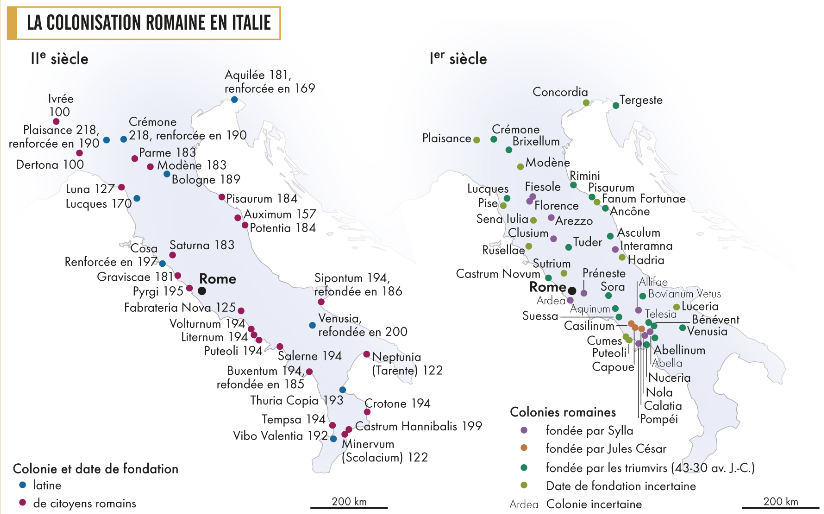 LA COLONISATION ROMAINE EN ITALIE
IIe siècle
Aquilée 181,
renforcée en 169
Ivrée
100
Plaisance 218,
renforcée en 190
Crémone
218, renforcée en 190
Dertona 100
Parme 183
Modène 183
Bologne 189
Luna 127
Lucques 170
Pisaurum 184
Auximum 157
Potentia 184
Cosa
Renforcée en 197
Saturna 183
Graviscae 181
Pyrgi 195
Rome
Sipontum 194,
refondée en 186
Fabrateria Nova 125
Volturnum 194
Liternum 194
Puteoli 194
Venusia,
refondée en 200
Salerne 194
Neptunia
(Tarente) 122
Buxentum 194,
refondée en 185
Thuria Copia 193
Crotone 194
Tempsa 194
Castrum Hannibalis 199
Vibo Valentia 192
Minervum
(Scolacium) 122
Colonie et date de fondation
latine
de citoyens romains
200 km
Ier siècle
Concordia
Tergeste
Plaisance
Crémone
Brixellum
Modène
Rimini
Lucques
Fiesole
Pisaurum
Pise
Florence
Fanum Fortunae
Ancône
Sena Iulia
Arezzo
Clusium
Tuder
Asculum
Interamna
Rusellae
Hadria
Sutrium
Castrum Novum
Préneste
Rome
Ardea
Sora
Allifae
Bovianum Vetus
Luceria
Aquinum
Telesia
Suessa
Bénévent
Casilinum
Venusia
Cumes
Puteoli
Capoue
Abellinum
Abella
Nuceria
Nola
Calatia
Pompéi
Colonies romaines
fondée par Sylla
fondée par Jules César
fondée par les triumvirs (43-30 av. J.-C.)
Date de fondation incertaine
Ardea Colonie incertaine
200 km